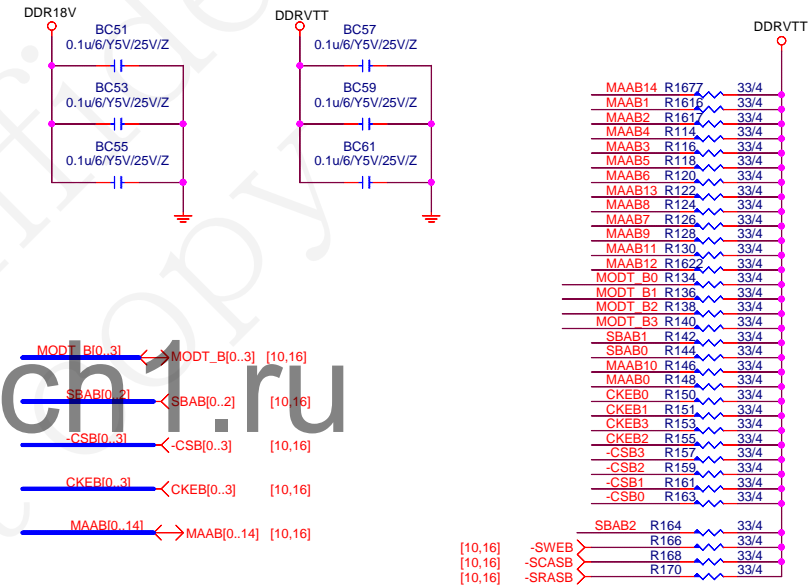 DDR18V
BC51
0.1u/6/Y5V/25V/Z
BC53
0.1u/6/Y5V/25V/Z
BC55
0.1u/6/Y5V/25V/Z
DDRVTT
BC57
0.1u/6/Y5V/25V/Z
BC59
0.1u/6/Y5V/25V/Z
BC61
0.1u/6/Y5V/25V/Z
DDRVTT
MAAB14 R1677 33/4
MAAB1 R1616 33/4
MAAB2 R1617 33/4
MAAB4 R114 33/4
MAAB3 R116 33/4
MAAB5 R118 33/4
MAAB6 R120 33/4
MAAB13 R122 33/4
MAAB8 R124 33/4
MAAB7 R126 33/4
MAAB9 R128 33/4
MAAB11 R130 33/4
MAAB12 R1622 33/4
MODT_B0 R134 33/4
MODT_B1 R136 33/4
MODT_B2 R138 33/4
MODT_B3 R140 33/4
SBAB1 R142 33/4
SBAB0 R144 33/4
MAAB10 R146 33/4
MAAB0 R148 33/4
CKEB0 R150 33/4
CKEB1 R151 33/4
CKEB3 R153 33/4
CKEB2 R155 33/4
-CSB3 R157 33/4
-CSB2 R159 33/4
-CSB1 R161 33/4
-CSB0 R163 33/4
SBAB2 R164 33/4
[10,16] -SWEB R166 33/4
[10,16] -SCASB R168 33/4
[10,16] -SRASB R170 33/4
MODT_B[0..3] MODT_B[0..3] [10,16]
SBAB[0..2] SBAB[0..2] [10,16]
-CSB[0..3] -CSB[0..3] [10,16]
CKEB[0..3] CKEB[0..3] [10,16]
MAAB[0..14] MAAB[0..14] [10,16]
ch1.ru
Copy